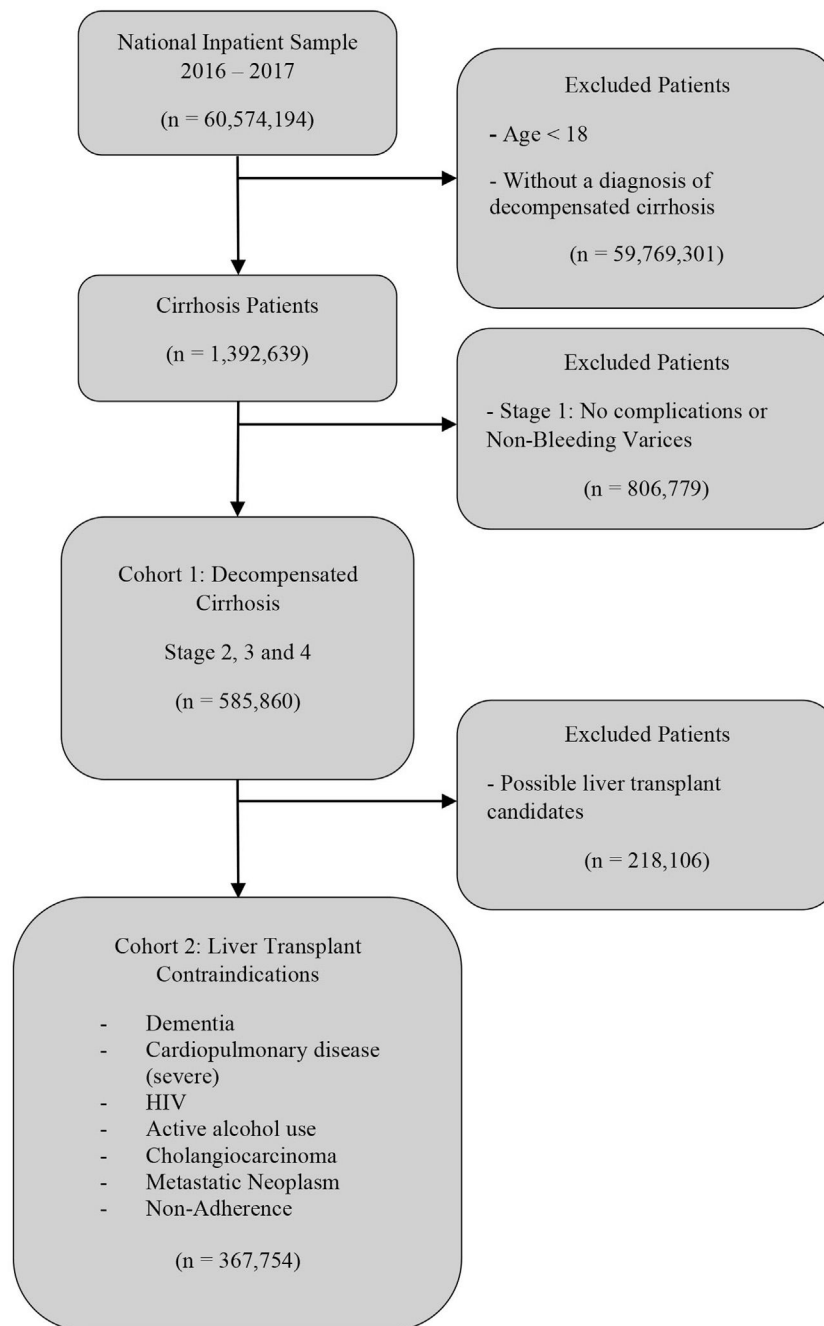 National Inpatient Sample
2016 – 2017
(n = 60,574,194)
Excluded Patients
- Age < 18
- Without a diagnosis of
decompensated cirrhosis
(n = 59,769,301)
Cirrhosis Patients
(n = 1,392,639)
Excluded Patients
- Stage 1: No complications or
Non-Bleeding Varices
(n = 806,779)
Cohort 1: Decompensated
Cirrhosis
Stage 2, 3 and 4
(n = 585,860)
Excluded Patients
- Possible liver transplant
candidates
(n = 218,106)
Cohort 2: Liver Transplant
Contraindications
- Dementia
- Cardiopulmonary disease
(severe)
- HIV
- Active alcohol use
- Cholangiocarcinoma
- Metastatic Neoplasm
- Non-Adherence
(n = 367,754)